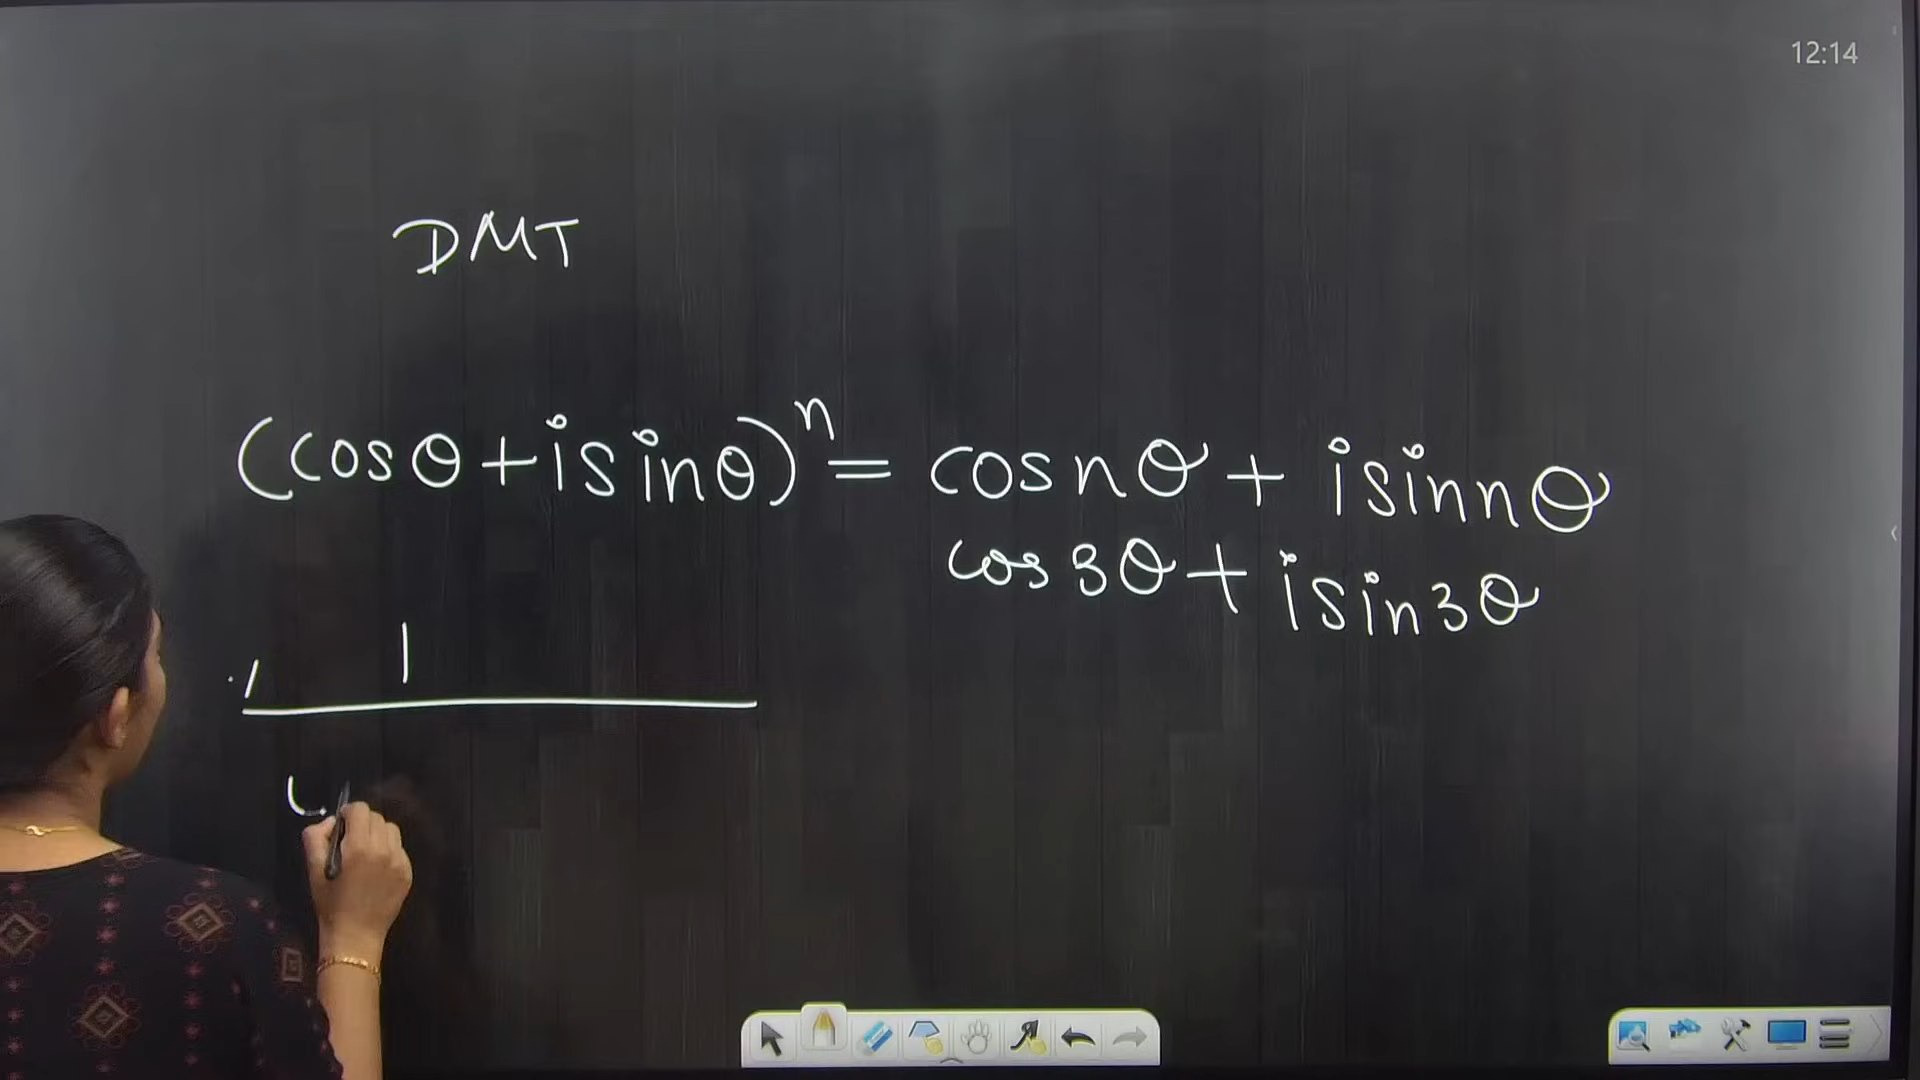 12:14
DMT
(cosθ+isinθ)ⁿ = cosnθ + isinnθ
cos3θ + isin3θ
1